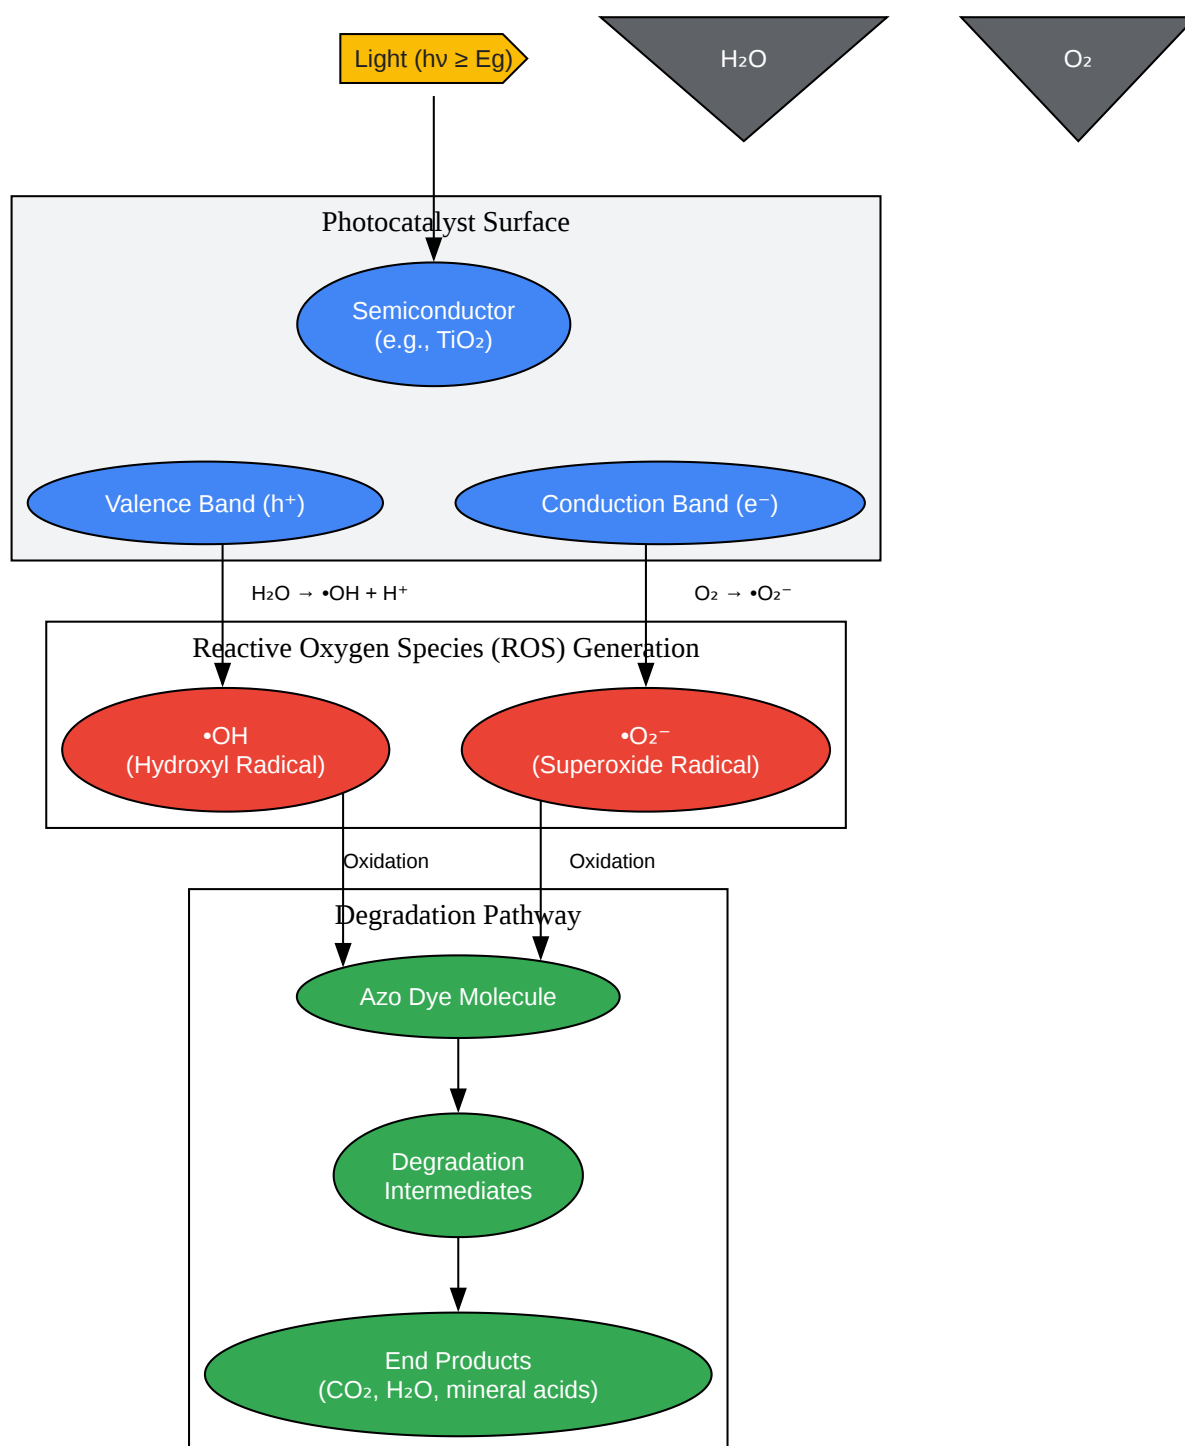 Light (hν ≥ Eg)
H₂O
O₂
Photocatalyst Surface
Semiconductor
(e.g., TiO₂)
Valence Band (h⁺)
Conduction Band (e⁻)
H₂O → •OH + H⁺
O₂ → •O₂⁻
Reactive Oxygen Species (ROS) Generation
•OH
(Hydroxyl Radical)
•O₂⁻
(Superoxide Radical)
Oxidation
Oxidation
Degradation Pathway
Azo Dye Molecule
Degradation
Intermediates
End Products
(CO₂, H₂O, mineral acids)